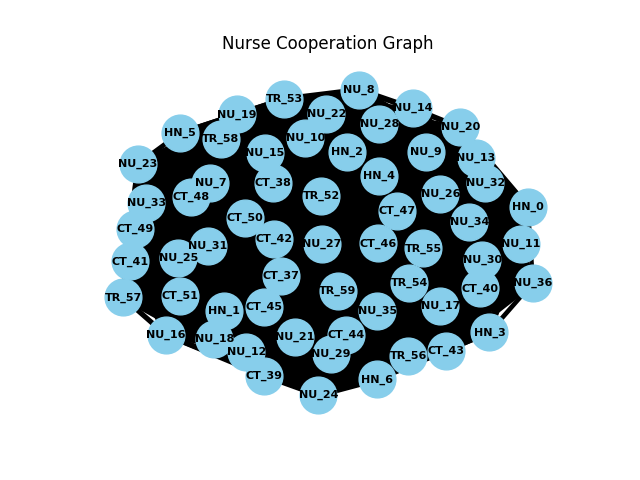 Nurse Cooperation Graph
NU_8
TR_53
NU_14
NU_19
NU_22
NU_28
NU_20
HN_5
TR_58
NU_10
HN_2
NU_9
NU_15
NU_13
NU_23
HN_4
NU_7
CT_38
NU_32
CT_48
TR_52
NU_26
NU_33
HN_0
CT_47
CT_50
NU_34
CT_49
CT_42
NU_31
NU_27
CT_46
TR_55
NU_11
NU_25
CT_41
NU_30
CT_37
TR_54
NU_36
TR_59
CT_40
TR_57
CT_51
CT_45
NU_17
HN_1
NU_35
HN_3
NU_16
NU_18
NU_21
CT_44
NU_12
NU_29
TR_56
CT_43
CT_39
HN_6
NU_24